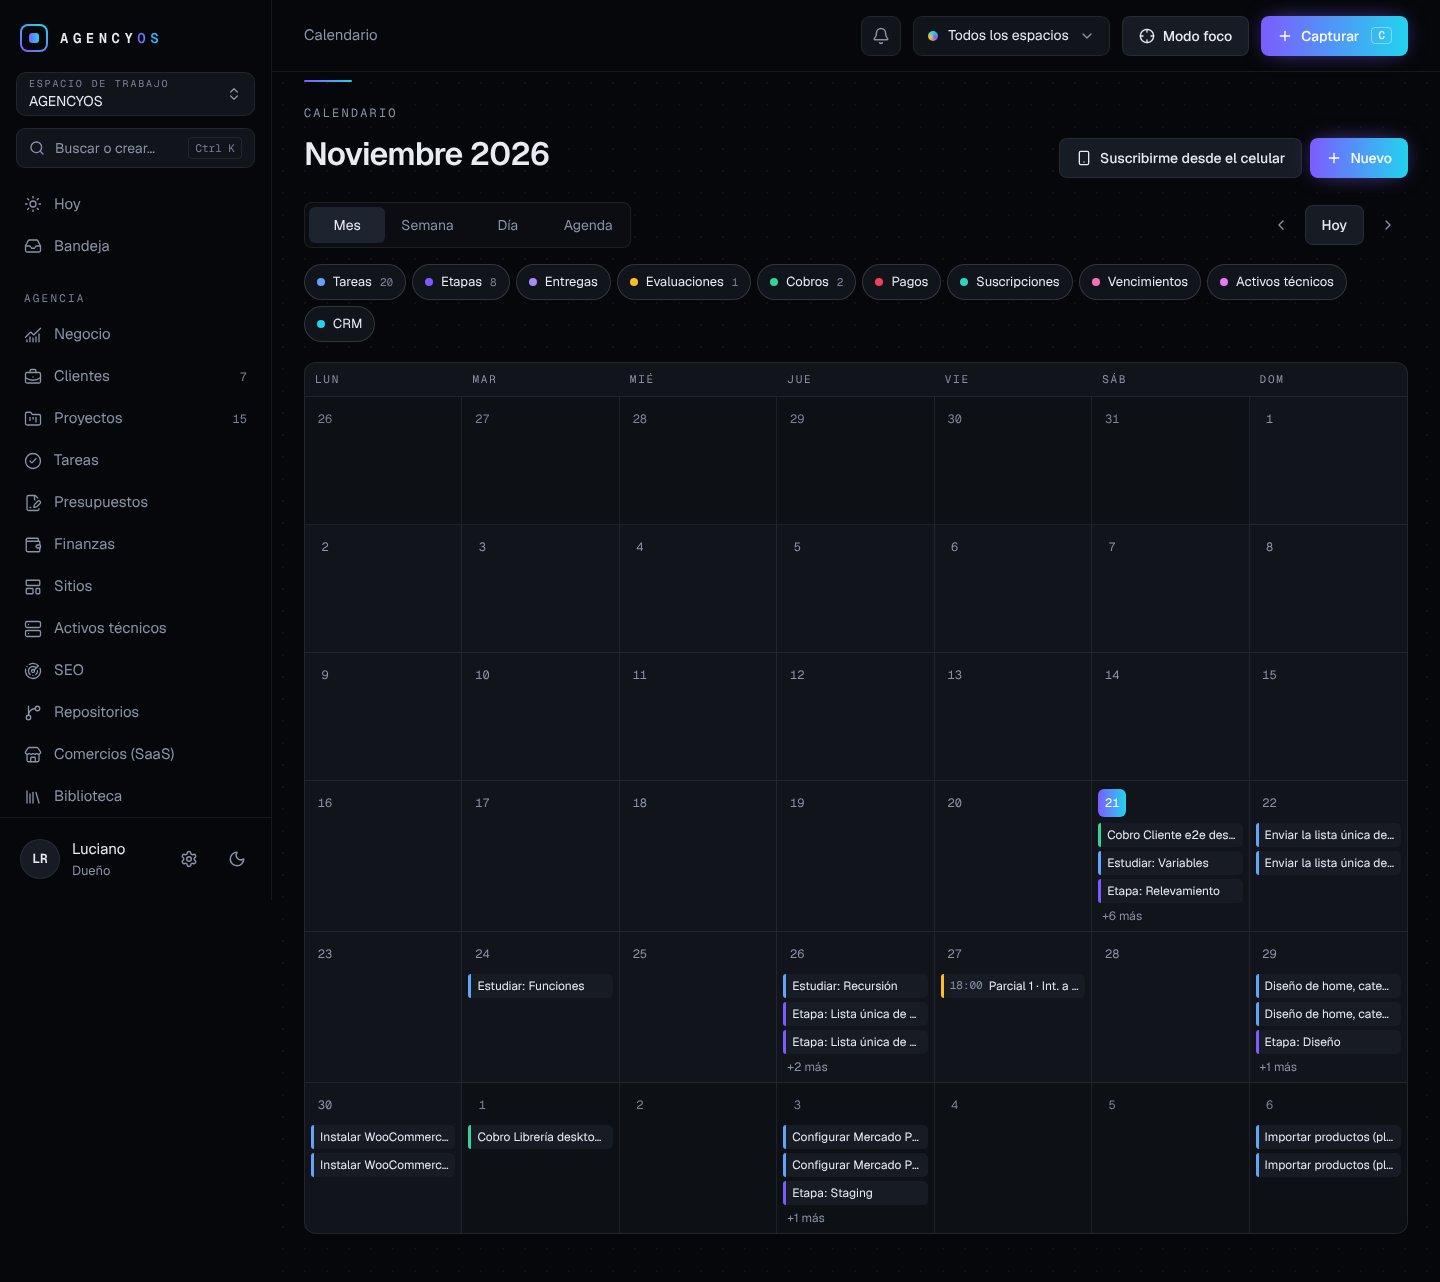 AGENCYOS
ESPACIO DE TRABAJO
AGENCYOS
Buscar o crear...
Ctrl K
Hoy
Bandeja
AGENCIA
Negocio
Clientes 7
Proyectos 15
Tareas
Presupuestos
Finanzas
Sitios
Activos técnicos
SEO
Repositorios
Comercios (SaaS)
Biblioteca
LR
Luciano
Dueño
Calendario
Todos los espacios
Modo foco
Capturar C
CALENDARIO
Noviembre 2026
Suscribirme desde el celular
Nuevo
Mes Semana Día Agenda
Hoy
Tareas 20 Etapas 8 Entregas Evaluaciones 1 Cobros 2 Pagos Suscripciones Vencimientos Activos técnicos
CRM
LUN MAR MIÉ JUE VIE SÁB DOM
26 27 28 29 30 31 1
2 3 4 5 6 7 8
9 10 11 12 13 14 15
16 17 18 19 20 21 22
Cobro Cliente e2e des...
Estudiar: Variables
Etapa: Relevamiento
+6 más
Enviar la lista única de...
Enviar la lista única de...
23 24 25 26 27 28 29
Estudiar: Funciones
Estudiar: Recursión
Etapa: Lista única de ...
Etapa: Lista única de ...
+2 más
18:00 Parcial 1 · Int. a ...
Diseño de home, cate...
Diseño de home, cate...
Etapa: Diseño
+1 más
30 1 2 3 4 5 6
Instalar WooCommerc...
Instalar WooCommerc...
Cobro Librería deskto...
Configurar Mercado P...
Configurar Mercado P...
Etapa: Staging
+1 más
Importar productos (pl...
Importar productos (pl...